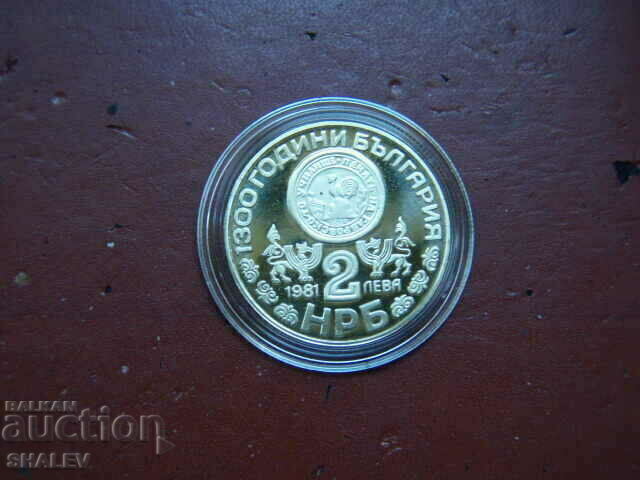 1300 ГОДИНИ БЪЛГАРИЯ
1981 2 ЛЕВА
НРБ
BALKAN
auction
SHALEV